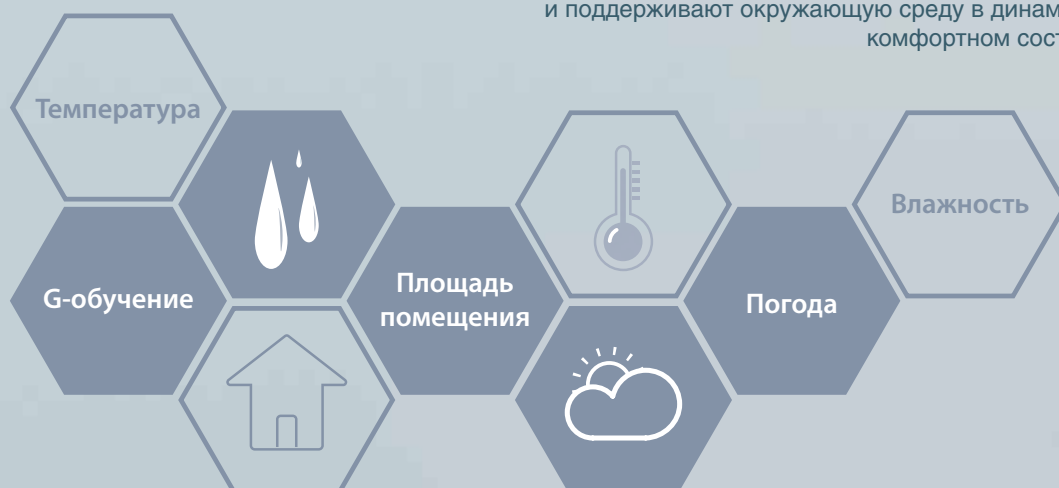 и поддерживают окружающую среду в динам
комфортном сост
Температура
Влажность
G-обучение
Площадь
помещения
Погода